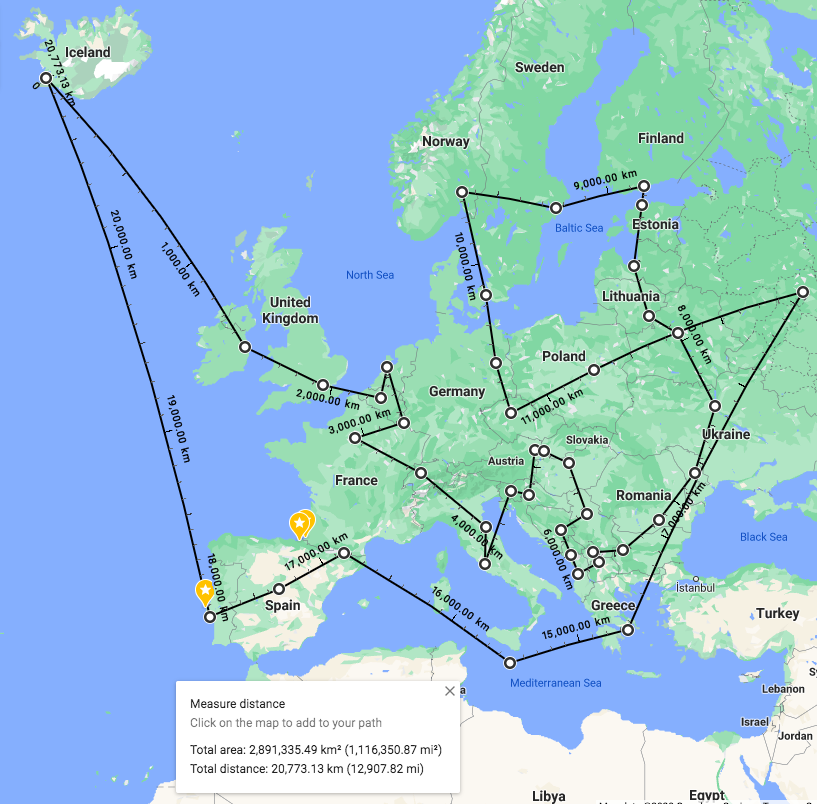 Iceland
20,773.13 km
0
Sweden
Finland
Norway
9,000.00 km
Estonia
Baltic Sea
10,000.00 km
20,000.00 km
1,000.00 km
North Sea
Lithuania
United
Kingdom
8,000.00 km
Poland
Germany
2,000.00 km
11,000.00 km
3,000.00 km
19,000.00 km
Ukraine
Slovakia
Austria
France
Romania
4,000.00 km
17,000.00 km
Black Sea
6,000.00 km
17,000.00 km
18,000.00 km
İstanbul
Spain
16,000.00 km
Greece
Turkey
15,000.00 km
Mediterranean Sea
Lebanon
Israel
Jordan
Measure distance
Click on the map to add to your path
Total area: 2,891,335.49 km² (1,116,350.87 mi²)
Total distance: 20,773.13 km (12,907.82 mi)
Libya
Egypt